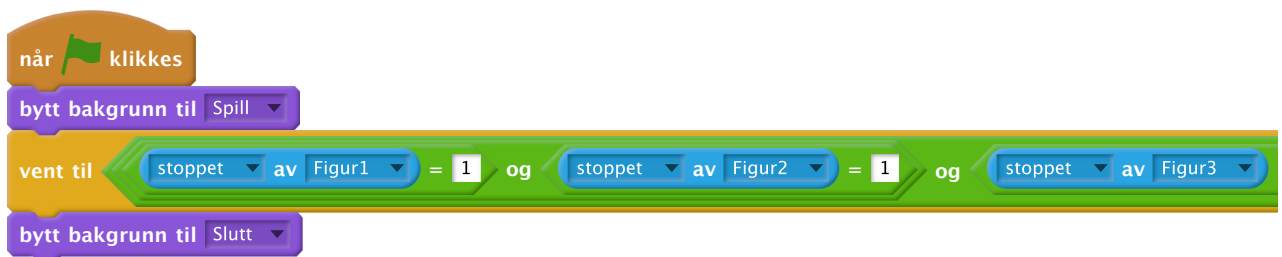 når klikkes
bytt bakgrunn til Spill
vent til stoppet av Figur1 = 1 og stoppet av Figur2 = 1 og stoppet av Figur3
bytt bakgrunn til Slutt